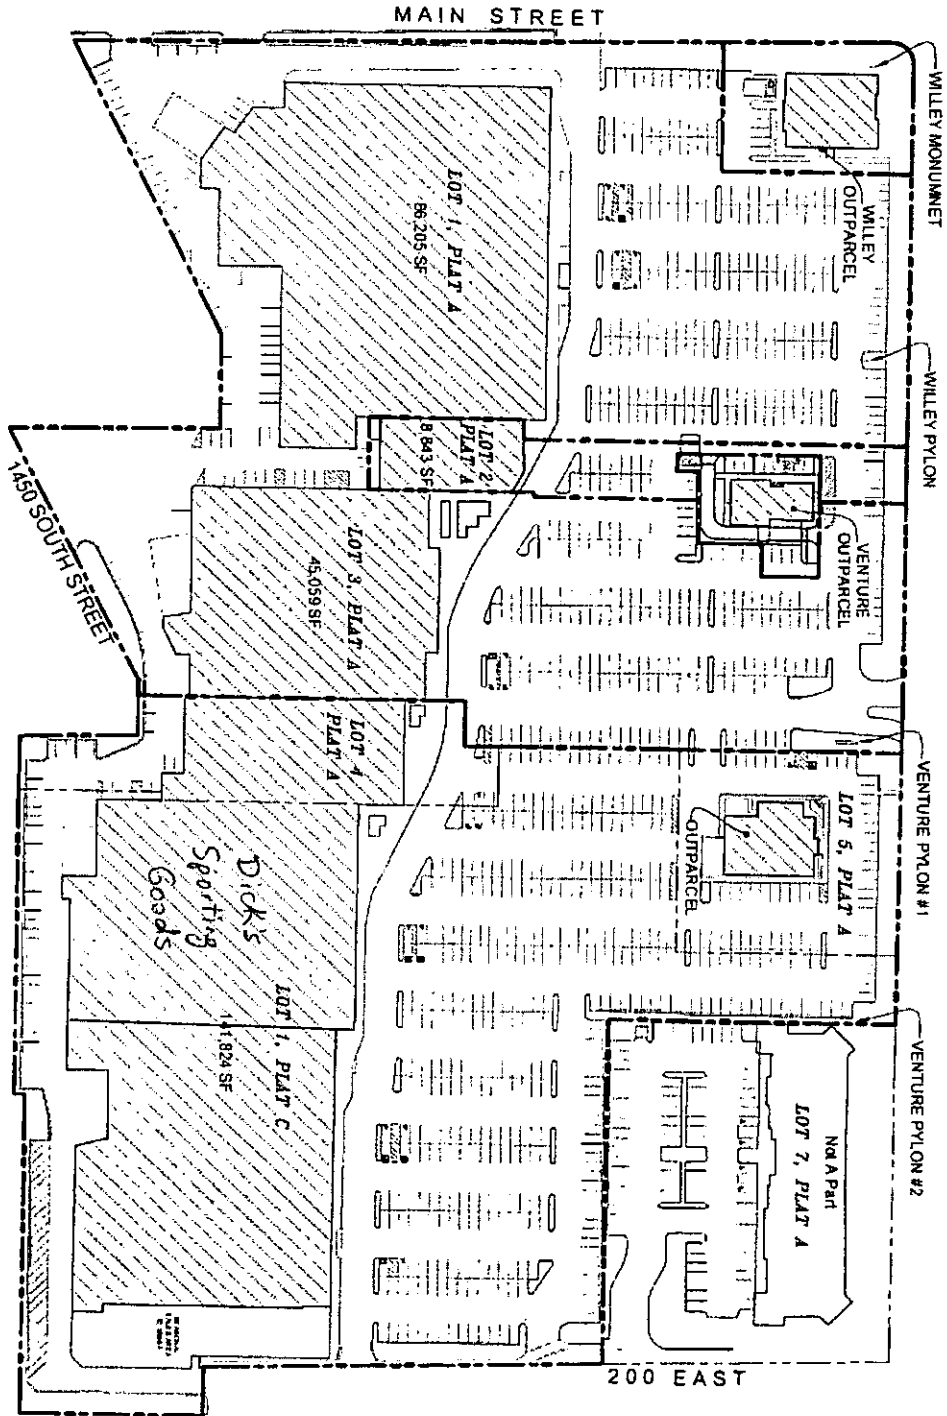 MAIN STREET
WILLEY MONUMNET
WILLEY
OUTPARCEL
WILLEY PYLON
LOT 1, PLAT A
86,205 SF
LOT 2,
PLAT A
8,843 SF
VENTURE
OUTPARCEL
LOT 3, PLAT A
45,059 SF
1450 SOUTH STREET
LOT 4
PLAT A
VENTURE PYLON #1
LOT 5, PLAT A
OUTPARCEL
Dick's
Sporting
Goods
LOT 1, PLAT C
141,824 SF
VENTURE PYLON #2
Not A Part
LOT 7, PLAT A
200 EAST